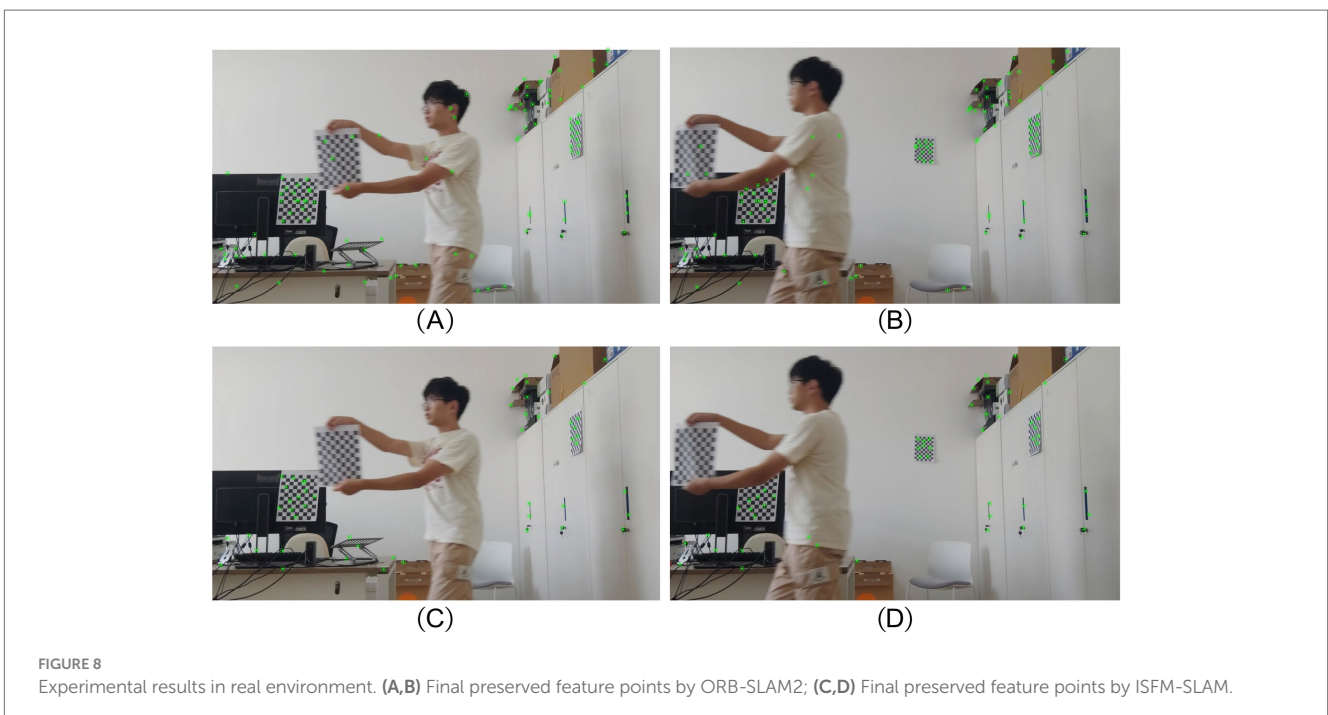 (A)
(B)
(C)
(D)
FIGURE 8
Experimental results in real environment. (A,B) Final preserved feature points by ORB-SLAM2; (C,D) Final preserved feature points by ISFM-SLAM.